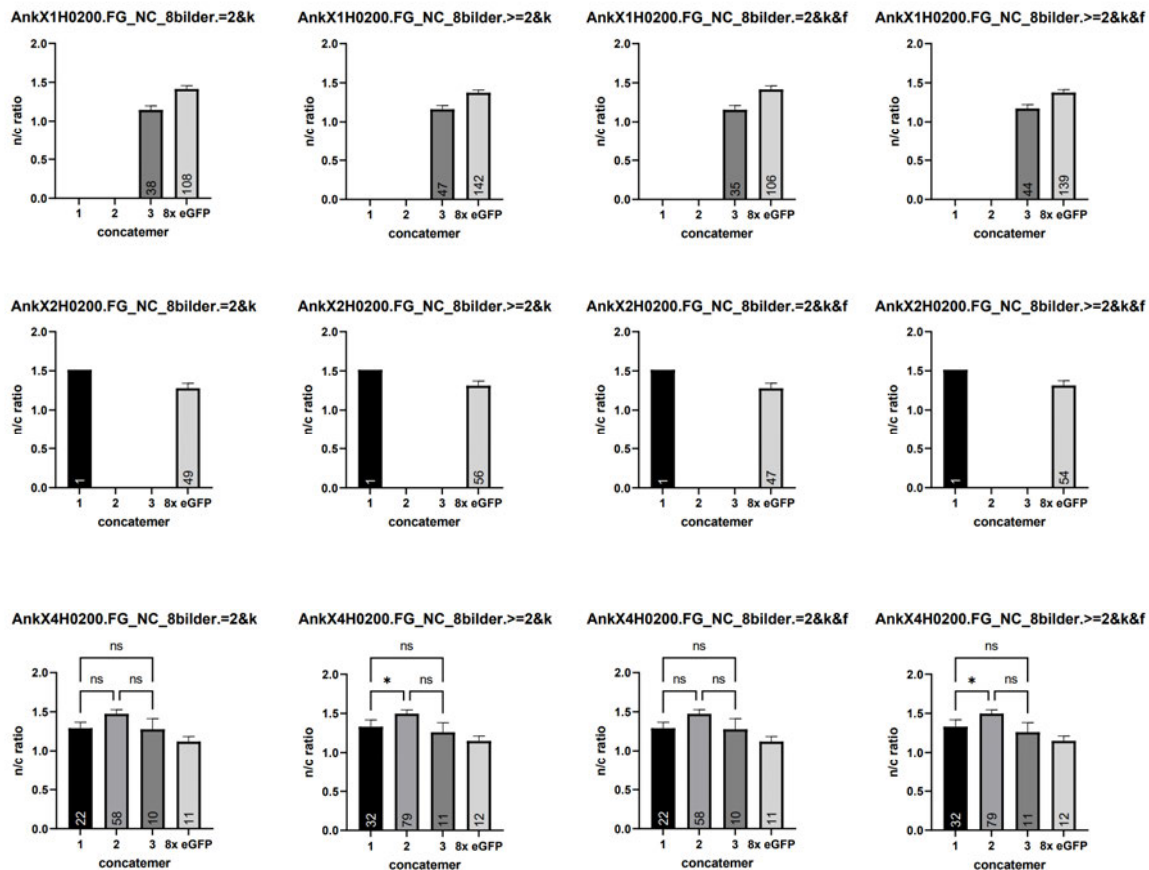 AnkX1H0200.FG_NC_8bilder.=2&k AnkX1H0200.FG_NC_8bilder.>=2&k AnkX1H0200.FG_NC_8bilder.=2&k&f AnkX1H0200.FG_NC_8bilder.>=2&k&f
2.0 2.0 2.0 2.0
1.5 1.5 1.5 1.5
n/c ratio n/c ratio n/c ratio n/c ratio
1.0 1.0 1.0 1.0
0.5 0.5 0.5 0.5
38 108 47 142 35 106 44 139
0.0 0.0 0.0 0.0
1 2 3 8x eGFP 1 2 3 8x eGFP 1 2 3 8x eGFP 1 2 3 8x eGFP
concatemer concatemer concatemer concatemer
AnkX2H0200.FG_NC_8bilder.=2&k AnkX2H0200.FG_NC_8bilder.>=2&k AnkX2H0200.FG_NC_8bilder.=2&k&f AnkX2H0200.FG_NC_8bilder.>=2&k&f
2.0 2.0 2.0 2.0
1.5 1.5 1.5 1.5
n/c ratio n/c ratio n/c ratio n/c ratio
1.0 1.0 1.0 1.0
0.5 0.5 0.5 0.5
1 49 1 56 1 47 1 54
0.0 0.0 0.0 0.0
1 2 3 8x eGFP 1 2 3 8x eGFP 1 2 3 8x eGFP 1 2 3 8x eGFP
concatemer concatemer concatemer concatemer
AnkX4H0200.FG_NC_8bilder.=2&k AnkX4H0200.FG_NC_8bilder.>=2&k AnkX4H0200.FG_NC_8bilder.=2&k&f AnkX4H0200.FG_NC_8bilder.>=2&k&f
ns ns ns ns
2.0 ns ns 2.0 * ns 2.0 ns ns 2.0 * ns
1.5 1.5 1.5 1.5
n/c ratio n/c ratio n/c ratio n/c ratio
1.0 1.0 1.0 1.0
0.5 0.5 0.5 0.5
22 58 10 11 32 79 11 12 22 58 10 11 32 79 11 12
0.0 0.0 0.0 0.0
1 2 3 8x eGFP 1 2 3 8x eGFP 1 2 3 8x eGFP 1 2 3 8x eGFP
concatemer concatemer concatemer concatemer